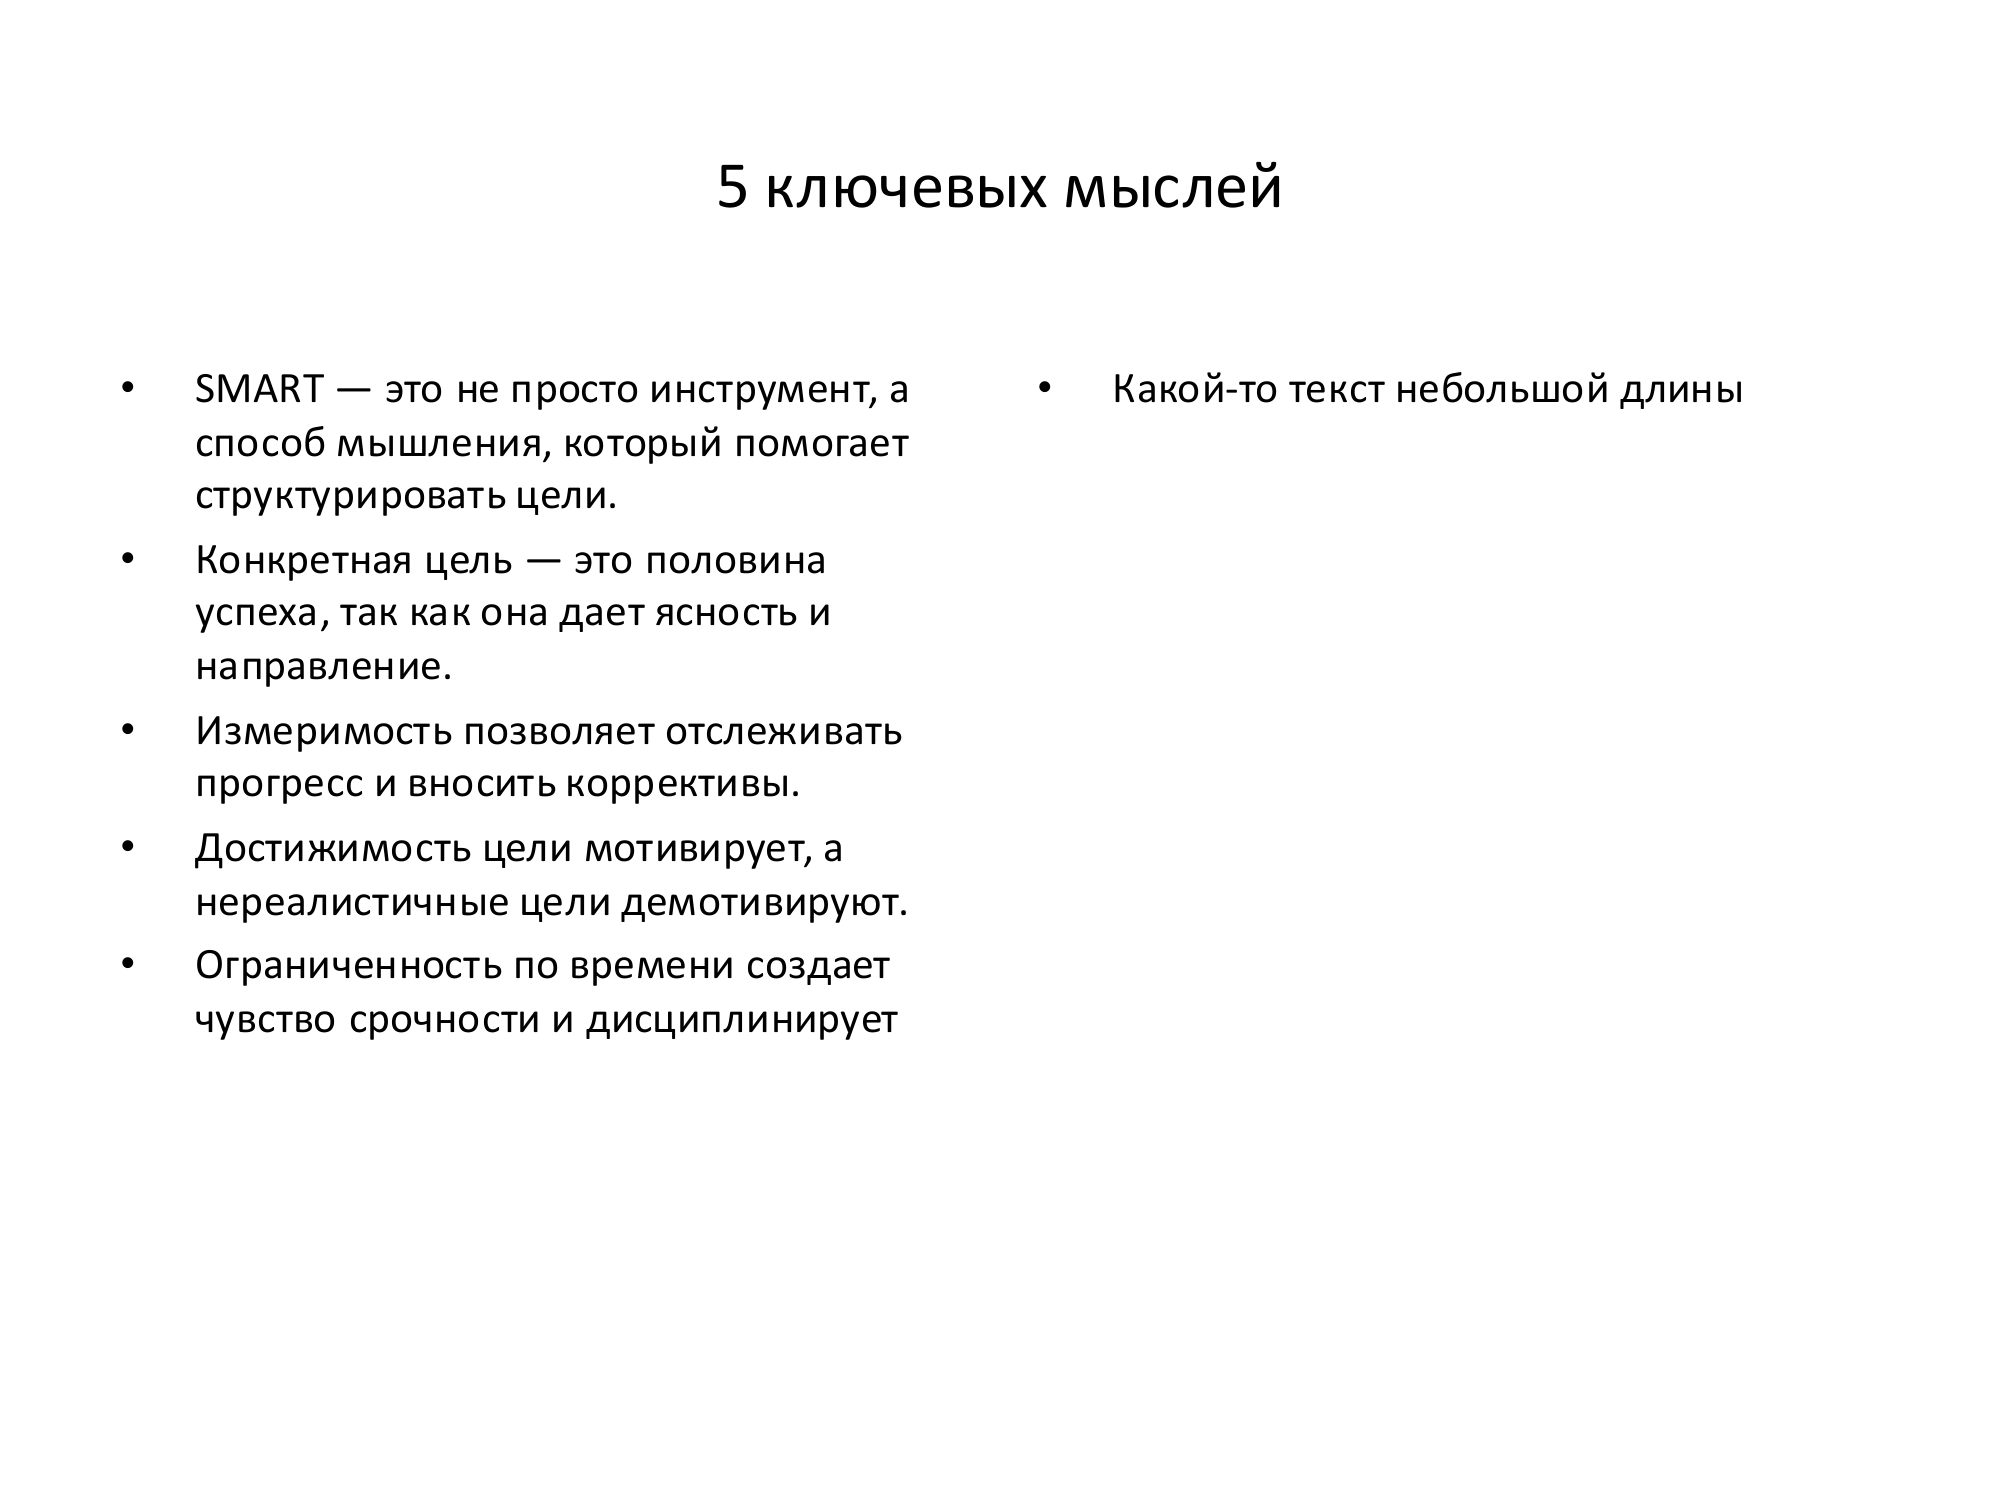 5 ключевых мыслей
• SMART — это не просто инструмент, а
способ мышления, который помогает
структурировать цели.
• Конкретная цель — это половина
успеха, так как она дает ясность и
направление.
• Измеримость позволяет отслеживать
прогресс и вносить коррективы.
• Достижимость цели мотивирует, а
нереалистичные цели демотивируют.
• Ограниченность по времени создает
чувство срочности и дисциплинирует
• Какой-то текст небольшой длины